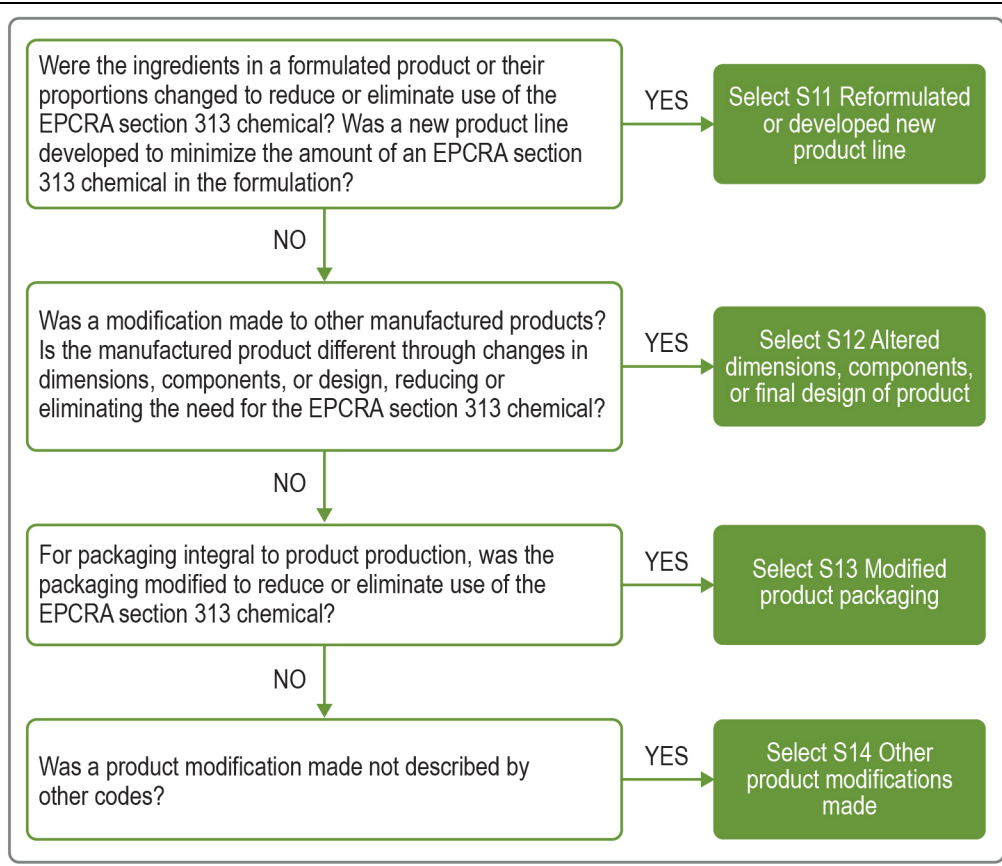 Were the ingredients in a formulated product or their
proportions changed to reduce or eliminate use of the
EPCRA section 313 chemical? Was a new product line
developed to minimize the amount of an EPCRA section
313 chemical in the formulation?
YES
Select S11 Reformulated
or developed new
product line
NO
Was a modification made to other manufactured products?
Is the manufactured product different through changes in
dimensions, components, or design, reducing or
eliminating the need for the EPCRA section 313 chemical?
YES
Select S12 Altered
dimensions, components,
or final design of product
NO
For packaging integral to product production, was the
packaging modified to reduce or eliminate use of the
EPCRA section 313 chemical?
YES
Select S13 Modified
product packaging
NO
Was a product modification made not described by
other codes?
YES
Select S14 Other
product modifications
made